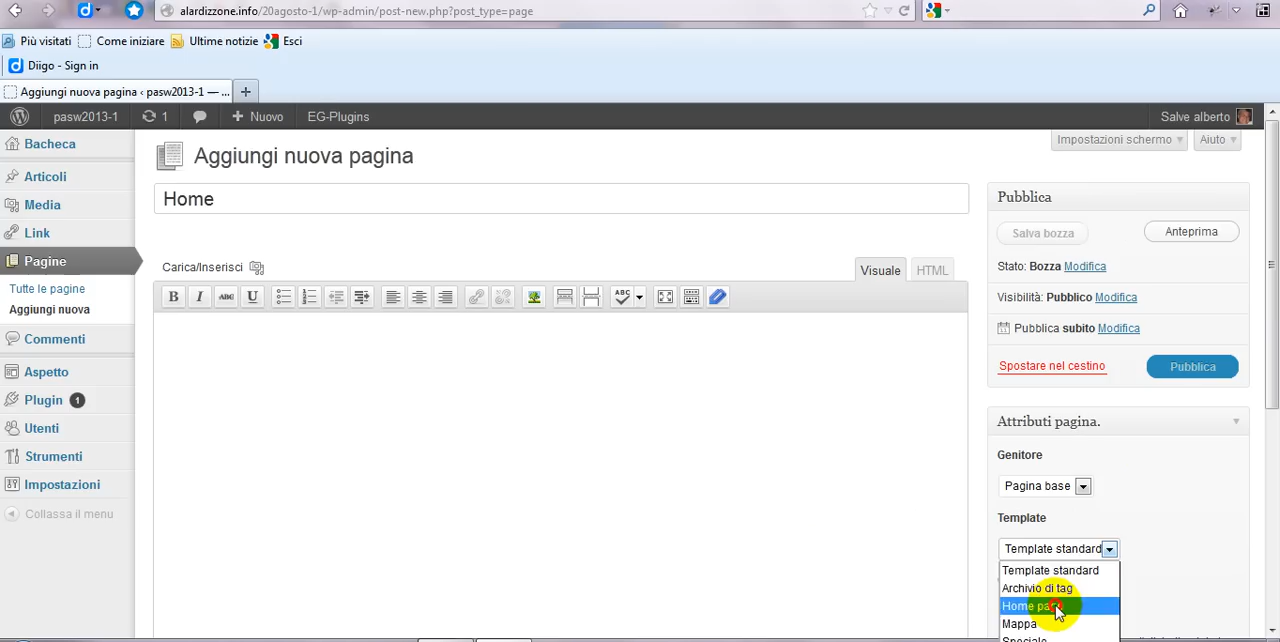 alardizzone.info/20agosto-1/wp-admin/post-new.php?post_type=page
Più visitati Come iniziare Ultime notizie Esci
Diigo - Sign in
Aggiungi nuova pagina ‹ pasw2013-1 — ...
pasw2013-1 1 Nuovo EG-Plugins Salve alberto
Impostazioni schermo Aiuto
Bacheca
Articoli
Media
Link
Pagine
Tutte le pagine
Aggiungi nuova
Commenti
Aspetto
Plugin 1
Utenti
Strumenti
Impostazioni
Collassa il menu
Aggiungi nuova pagina
Home
Carica/Inserisci
Visuale HTML
B I ABC U ABC
Pubblica
Salva bozza Anteprima
Stato: Bozza Modifica
Visibilità: Pubblico Modifica
Pubblica subito Modifica
Spostare nel cestino Pubblica
Attributi pagina.
Genitore
Pagina base
Template
Template standard
Template standard
Archivio di tag
Home
Mappa
Speciale